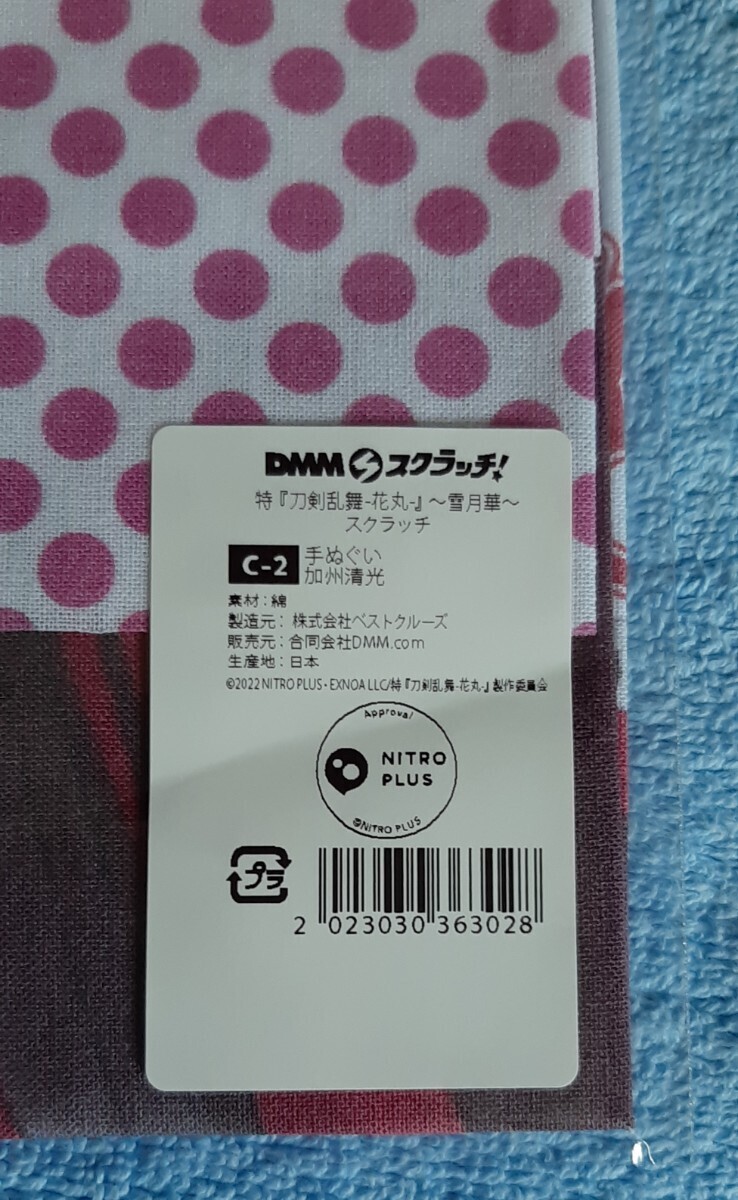 DMMスクラッチ!
特『刀剣乱舞-花丸-』～雪月華～
スクラッチ
C-2 手ぬぐい
加州清光
素材：綿
製造元：株式会社ベストクルーズ
販売元：合同会社DMM.com
生産地：日本
©2022 NITRO PLUS・EXNOA LLC/特『刀剣乱舞-花丸-』製作委員会
Approval
NITRO
PLUS
©NITRO PLUS
プラ
2 023030 363028